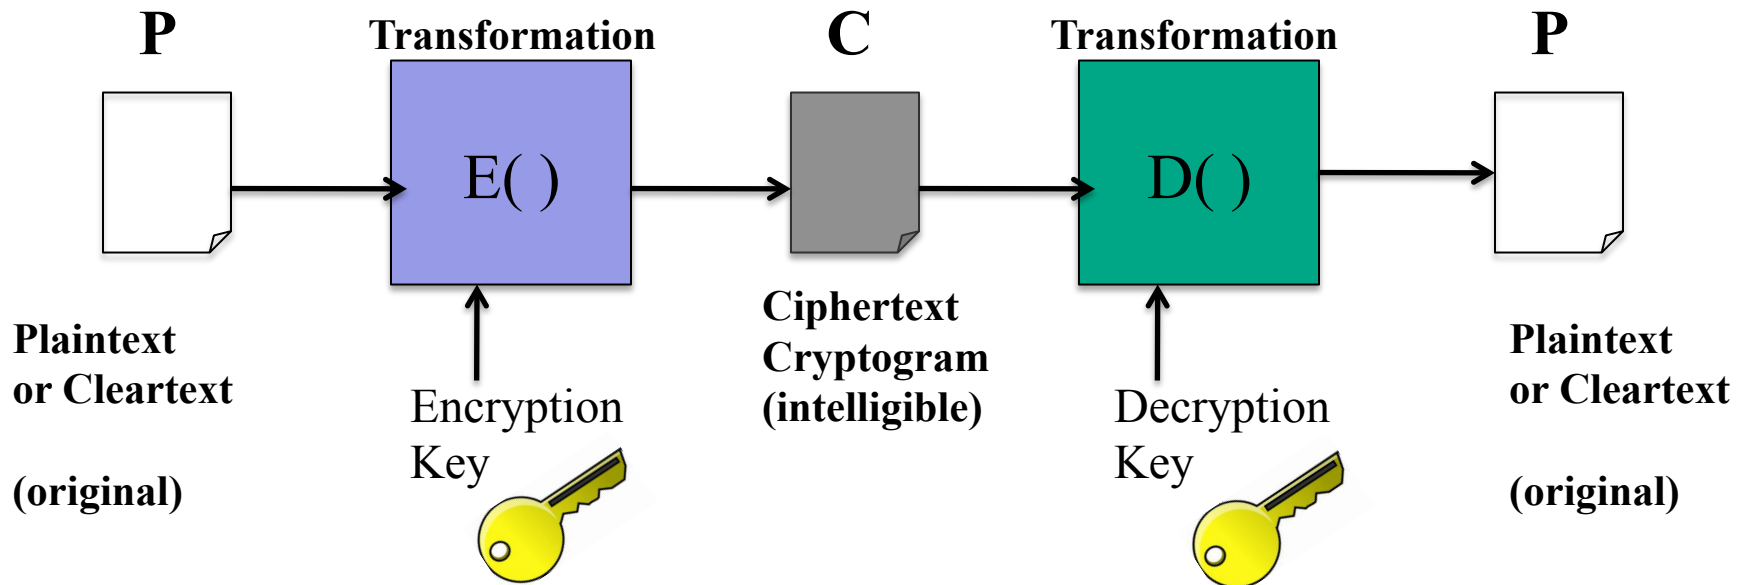 P
Transformation
C
Transformation
P
E( )
D( )
Plaintext
or Cleartext
(original)
Encryption
Key
Ciphertext
Cryptogram
(intelligible)
Decryption
Key
Plaintext
or Cleartext
(original)